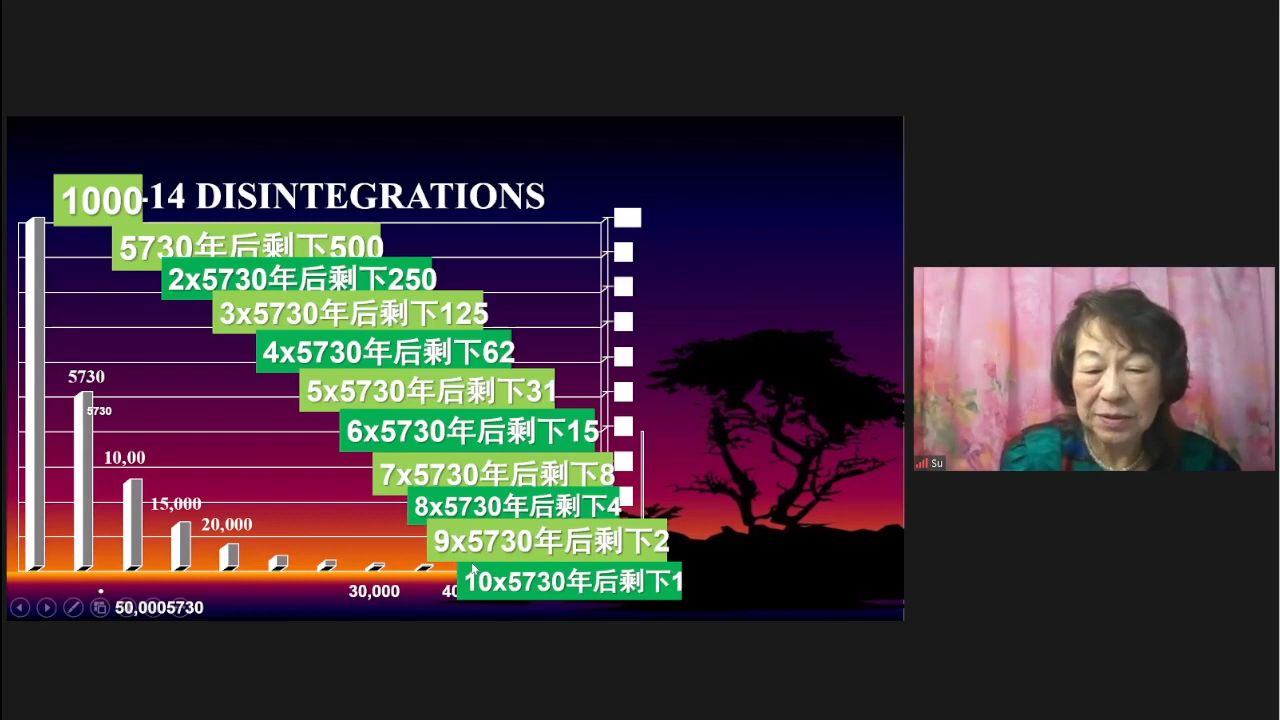 1000-14 DISINTEGRATIONS
5730年后剩下500
2x5730年后剩下250
3x5730年后剩下125
4x5730年后剩下62
5730
5x5730年后剩下31
5730
6x5730年后剩下15
10,00
7x5730年后剩下8
15,000
8x5730年后剩下4
20,000
9x5730年后剩下2
10x5730年后剩下1
30,000
40
50,0005730
Su